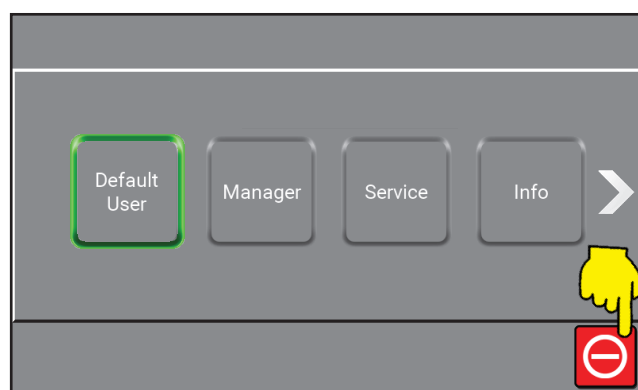 Default
User
Manager
Service
Info